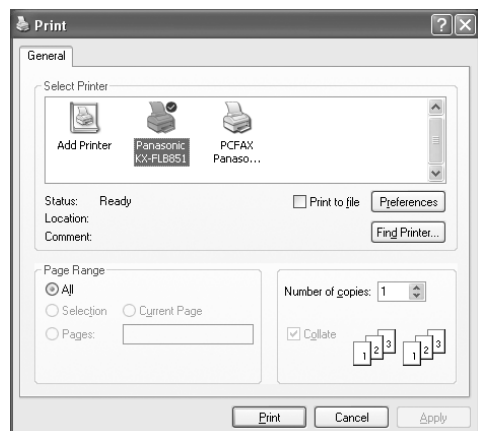 Print
General
Select Printer
Add Printer
Panasonic
KX-FLB851
PCFAX
Panaso...
Status: Ready
Print to file
Preferences
Location:
Comment:
Find Printer...
Page Range
All
Selection
Current Page
Pages:
Number of copies: 1
Collate
1 2 3 1 2 3
Print
Cancel
Apply